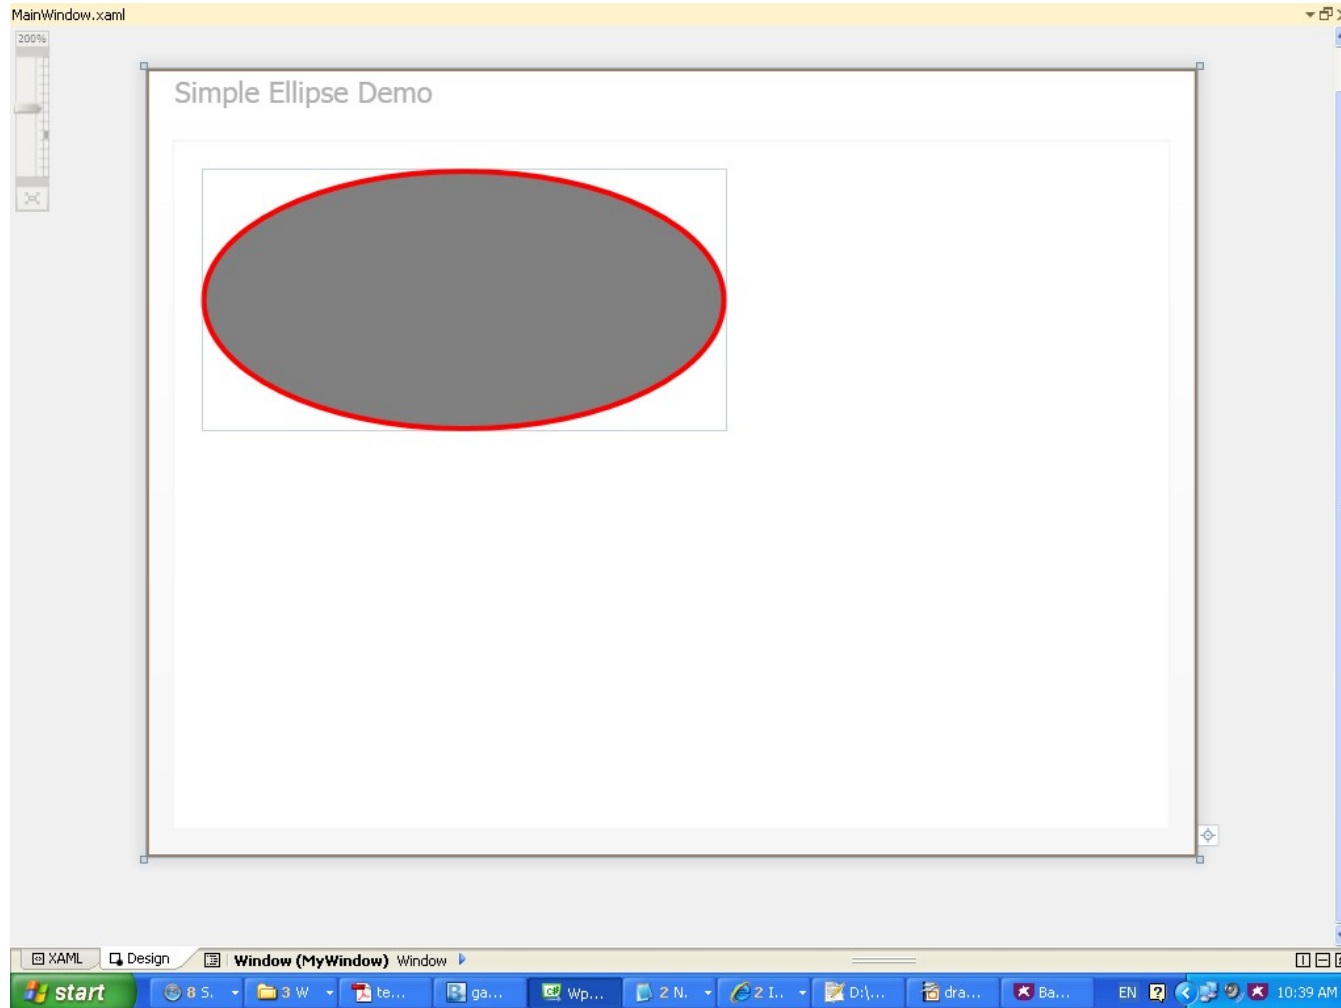 MainWindow.xaml
200%
Simple Ellipse Demo
XAML Design Window (MyWindow) Window
start 8 S. 3 W te... ga... Wp... 2 N. 2 I.. D:\... dra... Ba... EN 10:39 AM